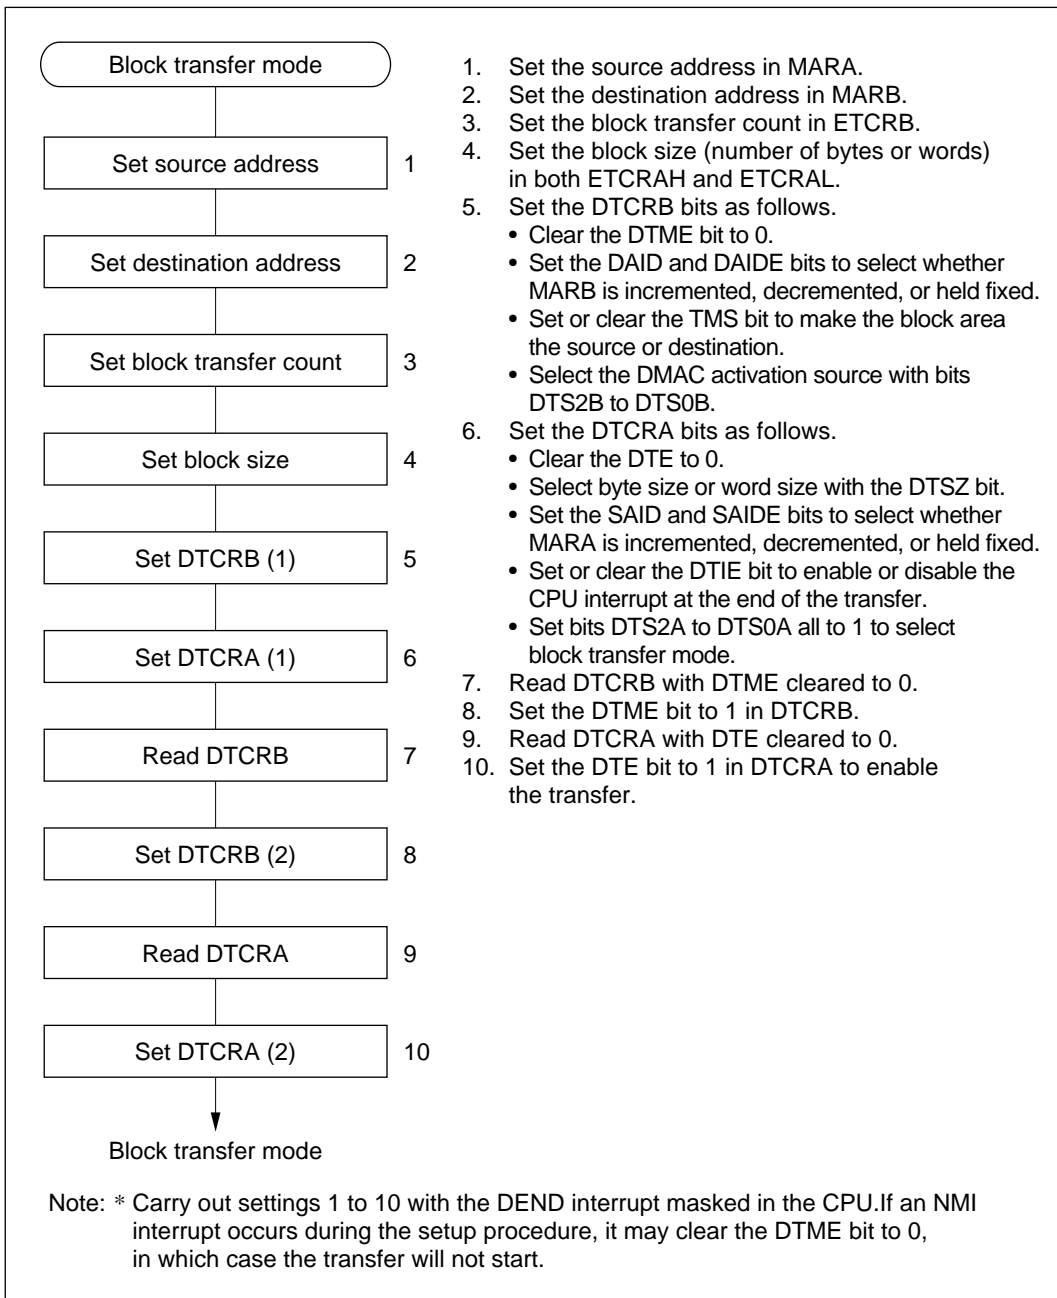 Block transfer mode
Set source address 1
Set destination address 2
Set block transfer count 3
Set block size 4
Set DTCRB (1) 5
Set DTCRA (1) 6
Read DTCRB 7
Set DTCRB (2) 8
Read DTCRA 9
Set DTCRA (2) 10
Block transfer mode
1. Set the source address in MARA.
2. Set the destination address in MARB.
3. Set the block transfer count in ETCRB.
4. Set the block size (number of bytes or words)
in both ETCRAH and ETCRAL.
5. Set the DTCRB bits as follows.
• Clear the DTME bit to 0.
• Set the DAID and DAIDE bits to select whether
MARB is incremented, decremented, or held fixed.
• Set or clear the TMS bit to make the block area
the source or destination.
• Select the DMAC activation source with bits
DTS2B to DTS0B.
6. Set the DTCRA bits as follows.
• Clear the DTE to 0.
• Select byte size or word size with the DTSZ bit.
• Set the SAID and SAIDE bits to select whether
MARA is incremented, decremented, or held fixed.
• Set or clear the DTIE bit to enable or disable the
CPU interrupt at the end of the transfer.
• Set bits DTS2A to DTS0A all to 1 to select
block transfer mode.
7. Read DTCRB with DTME cleared to 0.
8. Set the DTME bit to 1 in DTCRB.
9. Read DTCRA with DTE cleared to 0.
10. Set the DTE bit to 1 in DTCRA to enable
the transfer.
Note: * Carry out settings 1 to 10 with the DEND interrupt masked in the CPU.If an NMI
interrupt occurs during the setup procedure, it may clear the DTME bit to 0,
in which case the transfer will not start.